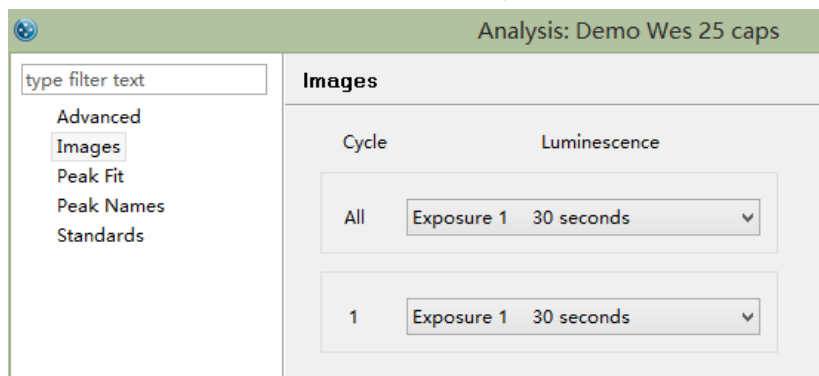 Analysis: Demo Wes 25 caps
type filter text
Advanced
Images
Peak Fit
Peak Names
Standards
Images
Cycle Luminescence
All Exposure 1 30 seconds
1 Exposure 1 30 seconds